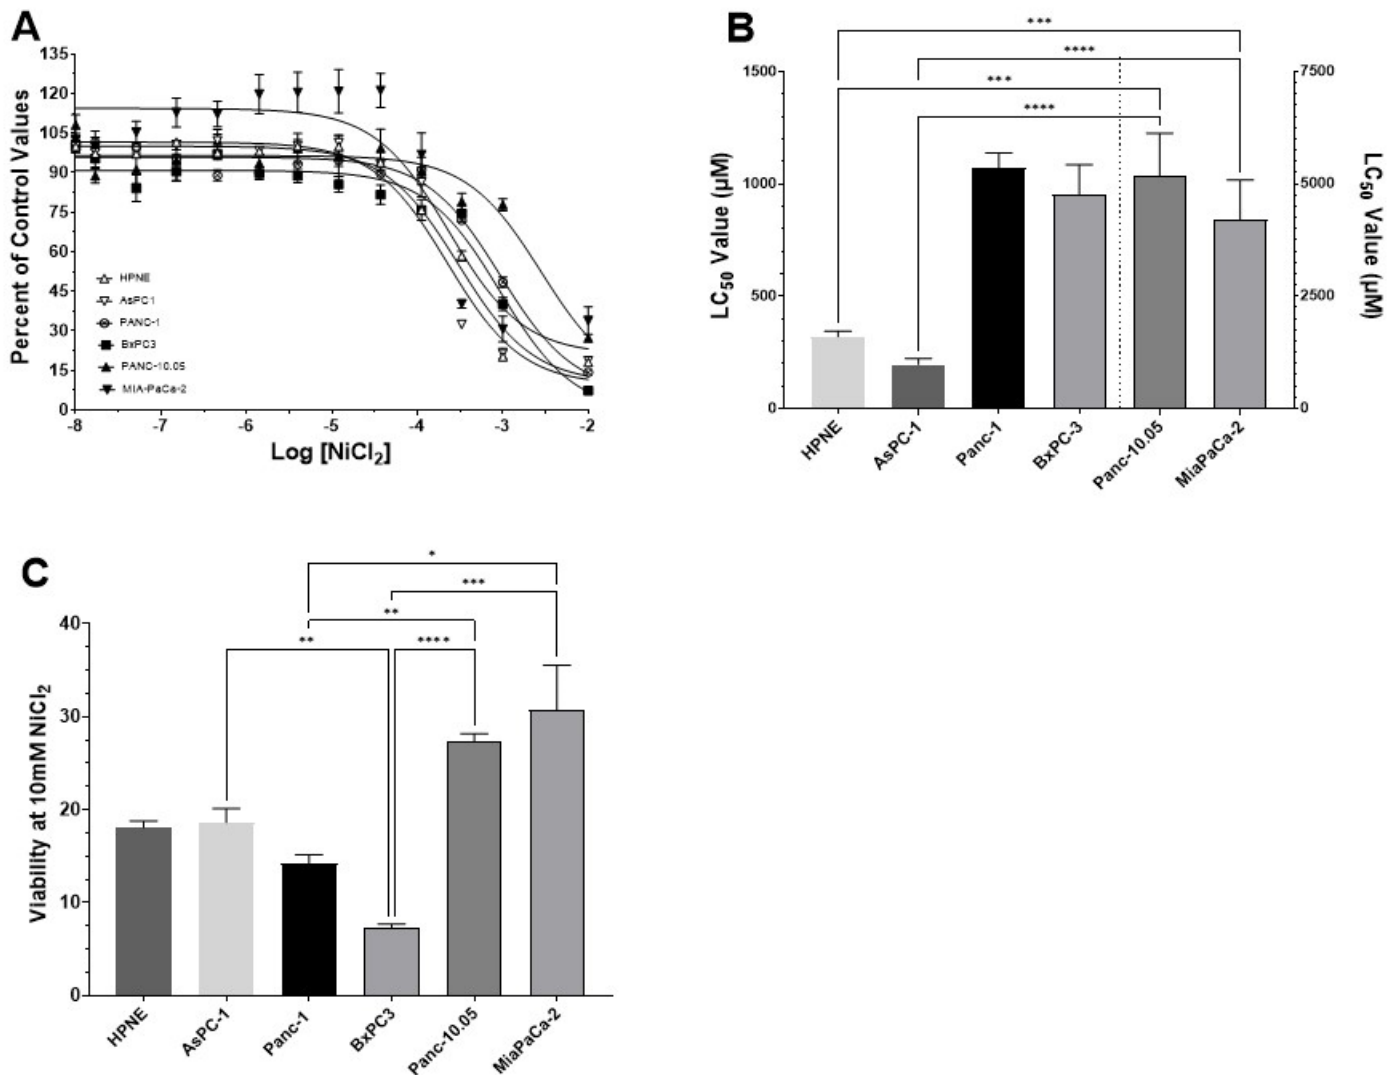 A
Percent of Control Values
135
120
105
90
75
60
45
30
15
0
HPNE
AsPC1
PANC-1
BxPC3
PANC-10.05
MIA-PaCa-2
-8
-7
-6
-5
-4
-3
-2
Log [NiCl₂]
B
***
****
***
****
LC₅₀ Value (μM)
1500
1000
500
0
7500
5000
2500
0
LC₅₀ Value (μM)
HPNE
AsPC-1
Panc-1
BxPC-3
Panc-10.05
MiaPaCa-2
C
*
***
**
**
****
Viability at 10mM NiCl₂
40
30
20
10
0
HPNE
AsPC-1
Panc-1
BxPC3
Panc-10.05
MiaPaCa-2